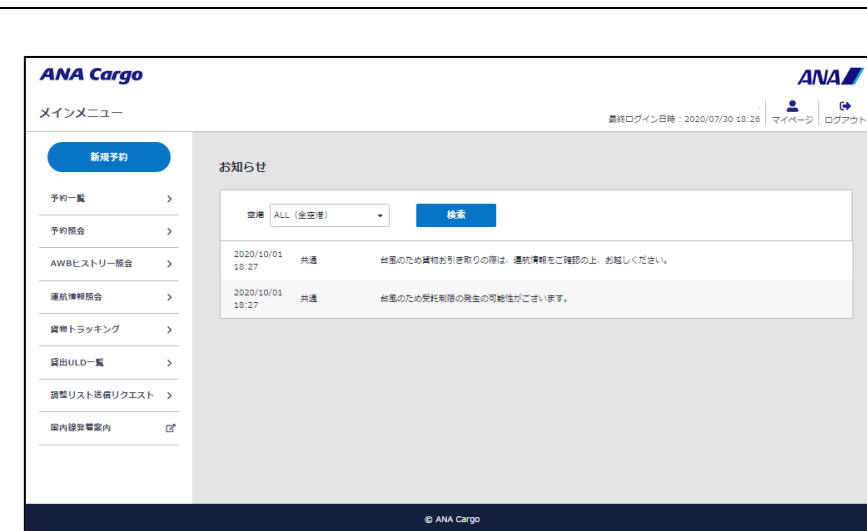 ANA Cargo
ANA
メインメニュー
最終ログイン日時：2020/07/30 18:26
マイページ
ログアウト
新規予約
予約一覧
予約照会
AWBヒストリー照会
運航情報照会
貨物トラッキング
貸出ULD一覧
調整リスト送信リクエスト
国内線発着案内
お知らせ
空港 ALL（全空港） 検索
2020/10/01
18:27
共通
台風のため貨物お引き取りの際は、運航情報をご確認の上、お越しください。
2020/10/01
18:27
共通
台風のため受託制限の発生の可能性がございます。
© ANA Cargo